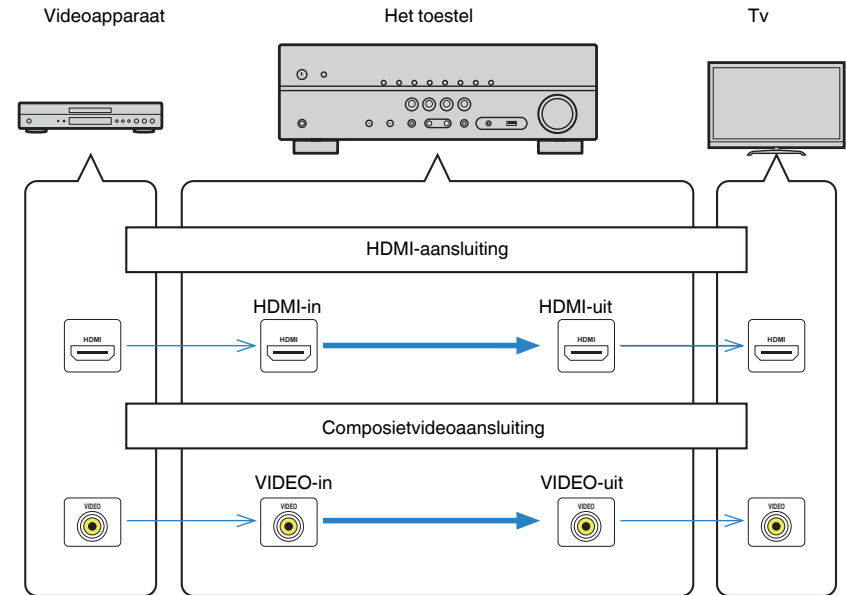 Videoapparaat
Het toestel
Tv
HDMI-aansluiting
HDMI-in
HDMI-uit
HDMI
HDMI
HDMI
HDMI
Composietvideoaansluiting
VIDEO-in
VIDEO-uit
VIDEO
VIDEO
VIDEO
VIDEO